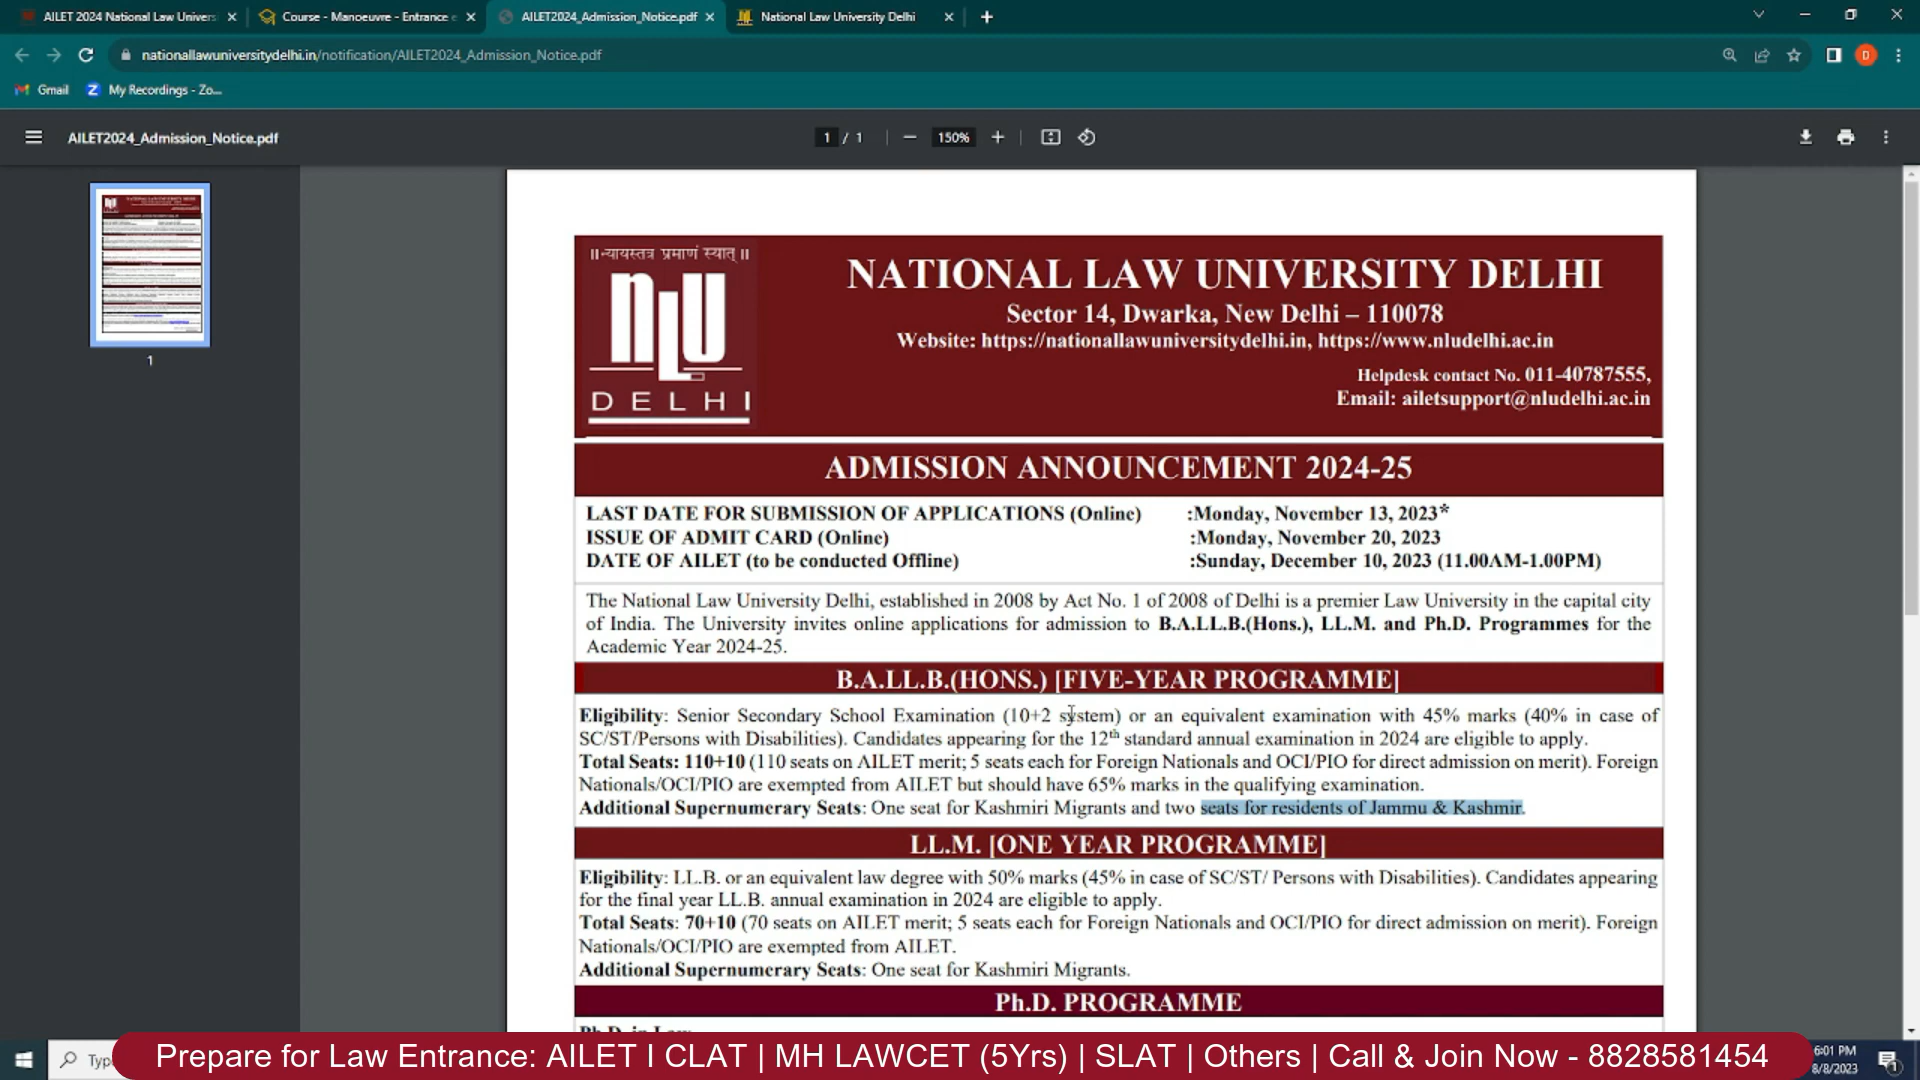 AILET 2024 National Law Univers
Course - Manoeuvre - Entrance e
AILET2024_Admission_Notice.pdf
National Law University Delhi
nationallawuniversitydelhi.in/notification/AILET2024_Admission_Notice.pdf
D
Gmail
My Recordings - Zo...
AILET2024_Admission_Notice.pdf
1 / 1
150%
1
॥न्यायस्तत्र प्रमाणं स्यात्॥
NLU
DELHI
NATIONAL LAW UNIVERSITY DELHI
Sector 14, Dwarka, New Delhi – 110078
Website: https://nationallawuniversitydelhi.in, https://www.nludelhi.ac.in
Helpdesk contact No. 011-40787555,
Email: ailetsupport@nludelhi.ac.in
ADMISSION ANNOUNCEMENT 2024-25
LAST DATE FOR SUBMISSION OF APPLICATIONS (Online) :Monday, November 13, 2023*
ISSUE OF ADMIT CARD (Online) :Monday, November 20, 2023
DATE OF AILET (to be conducted Offline) :Sunday, December 10, 2023 (11.00AM-1.00PM)
The National Law University Delhi, established in 2008 by Act No. 1 of 2008 of Delhi is a premier Law University in the capital city
of India. The University invites online applications for admission to B.A.LL.B.(Hons.), LL.M. and Ph.D. Programmes for the
Academic Year 2024-25.
B.A.LL.B.(HONS.) [FIVE-YEAR PROGRAMME]
Eligibility: Senior Secondary School Examination (10+2 system) or an equivalent examination with 45% marks (40% in case of
SC/ST/Persons with Disabilities). Candidates appearing for the 12th standard annual examination in 2024 are eligible to apply.
Total Seats: 110+10 (110 seats on AILET merit; 5 seats each for Foreign Nationals and OCI/PIO for direct admission on merit). Foreign
Nationals/OCI/PIO are exempted from AILET but should have 65% marks in the qualifying examination.
Additional Supernumerary Seats: One seat for Kashmiri Migrants and two seats for residents of Jammu & Kashmir.
LL.M. [ONE YEAR PROGRAMME]
Eligibility: LL.B. or an equivalent law degree with 50% marks (45% in case of SC/ST/ Persons with Disabilities). Candidates appearing
for the final year LL.B. annual examination in 2024 are eligible to apply.
Total Seats: 70+10 (70 seats on AILET merit; 5 seats each for Foreign Nationals and OCI/PIO for direct admission on merit). Foreign
Nationals/OCI/PIO are exempted from AILET.
Additional Supernumerary Seats: One seat for Kashmiri Migrants.
Ph.D. PROGRAMME
Ph.D. in Law
Prepare for Law Entrance: AILET I CLAT | MH LAWCET (5Yrs) | SLAT | Others | Call & Join Now - 8828581454
6:01 PM
8/8/2023